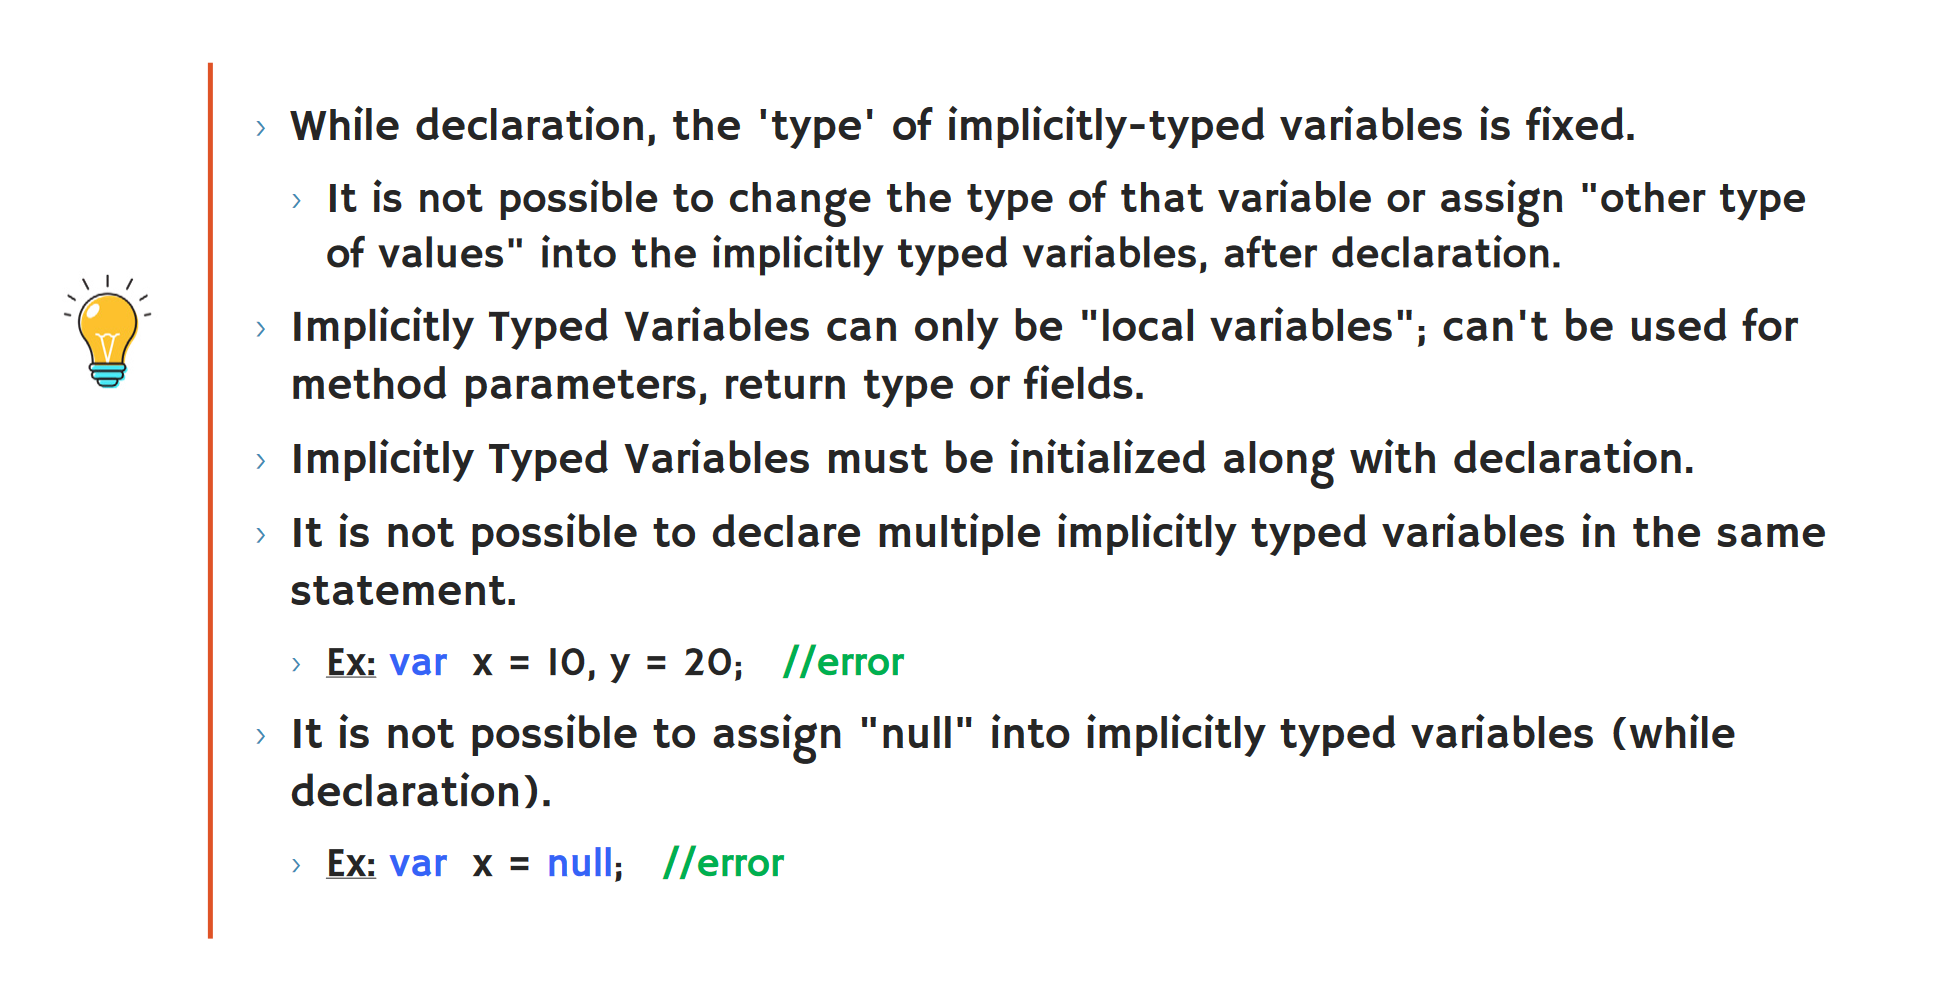 While declaration, the 'type' of implicitly-typed variables is fixed.
It is not possible to change the type of that variable or assign "other type
of values" into the implicitly typed variables, after declaration.
Implicitly Typed Variables can only be "local variables"; can't be used for
method parameters, return type or fields.
Implicitly Typed Variables must be initialized along with declaration.
It is not possible to declare multiple implicitly typed variables in the same
statement.
Ex: var x = 10, y = 20; //error
It is not possible to assign "null" into implicitly typed variables (while
declaration).
Ex: var x = null; //error